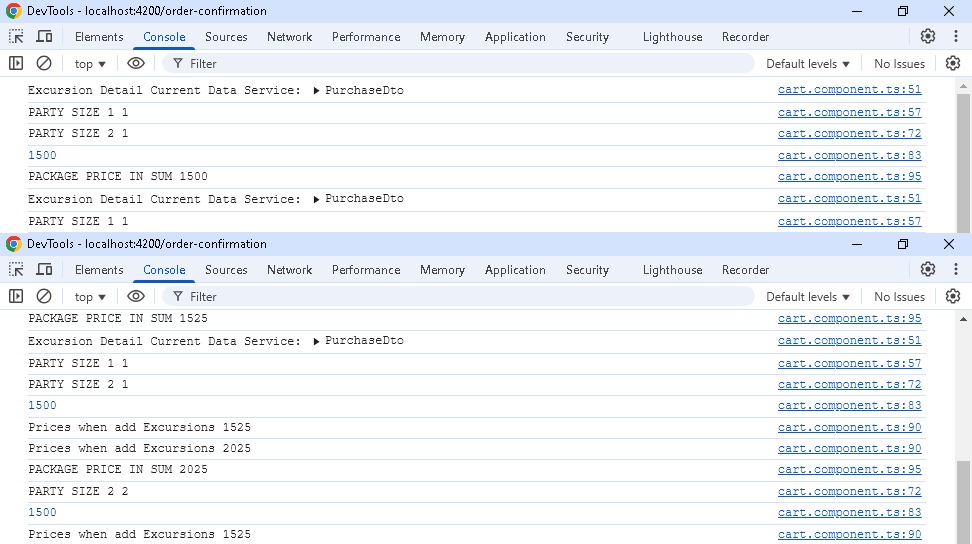 DevTools - localhost:4200/order-confirmation
Elements Console Sources Network Performance Memory Application Security Lighthouse Recorder
top Filter Default levels No Issues
Excursion Detail Current Data Service: PurchaseDto cart.component.ts:51
PARTY SIZE 1 1 cart.component.ts:57
PARTY SIZE 2 1 cart.component.ts:72
1500 cart.component.ts:83
PACKAGE PRICE IN SUM 1500 cart.component.ts:95
Excursion Detail Current Data Service: PurchaseDto cart.component.ts:51
PARTY SIZE 1 1 cart.component.ts:57
DevTools - localhost:4200/order-confirmation
Elements Console Sources Network Performance Memory Application Security Lighthouse Recorder
top Filter Default levels No Issues
PACKAGE PRICE IN SUM 1525 cart.component.ts:95
Excursion Detail Current Data Service: PurchaseDto cart.component.ts:51
PARTY SIZE 1 1 cart.component.ts:57
PARTY SIZE 2 1 cart.component.ts:72
1500 cart.component.ts:83
Prices when add Excursions 1525 cart.component.ts:90
Prices when add Excursions 2025 cart.component.ts:90
PACKAGE PRICE IN SUM 2025 cart.component.ts:95
PARTY SIZE 2 2 cart.component.ts:72
1500 cart.component.ts:83
Prices when add Excursions 1525 cart.component.ts:90